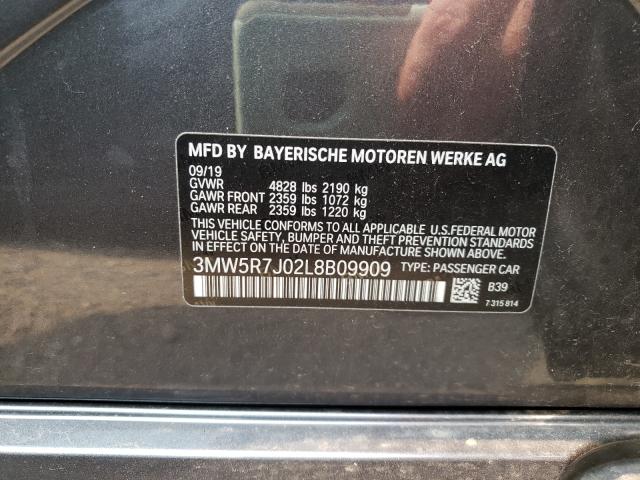 MFD BY BAYERISCHE MOTOREN WERKE AG
09/19
GVWR 4828 lbs 2190 kg
GAWR FRONT 2359 lbs 1072 kg
GAWR REAR 2359 lbs 1220 kg
THIS VEHICLE CONFORMS TO ALL APPLICABLE U.S.FEDERAL MOTOR
VEHICLE SAFETY, BUMPER AND THEFT PREVENTION STANDARDS
IN EFFECT ON THE DATE OF MANUFACTURE SHOWN ABOVE.
3MW5R7J02L8B09909 TYPE: PASSENGER CAR
B39
7 315 814